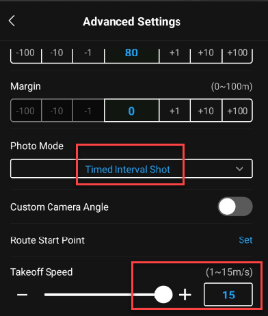 Advanced Settings
-100 -10 -1 80 +1 +10 +100
Margin (0~100m)
-100 -10 -1 0 +1 +10 +100
Photo Mode
Timed Interval Shot
Custom Camera Angle
Route Start Point Set
Takeoff Speed (1~15m/s)
− + 15